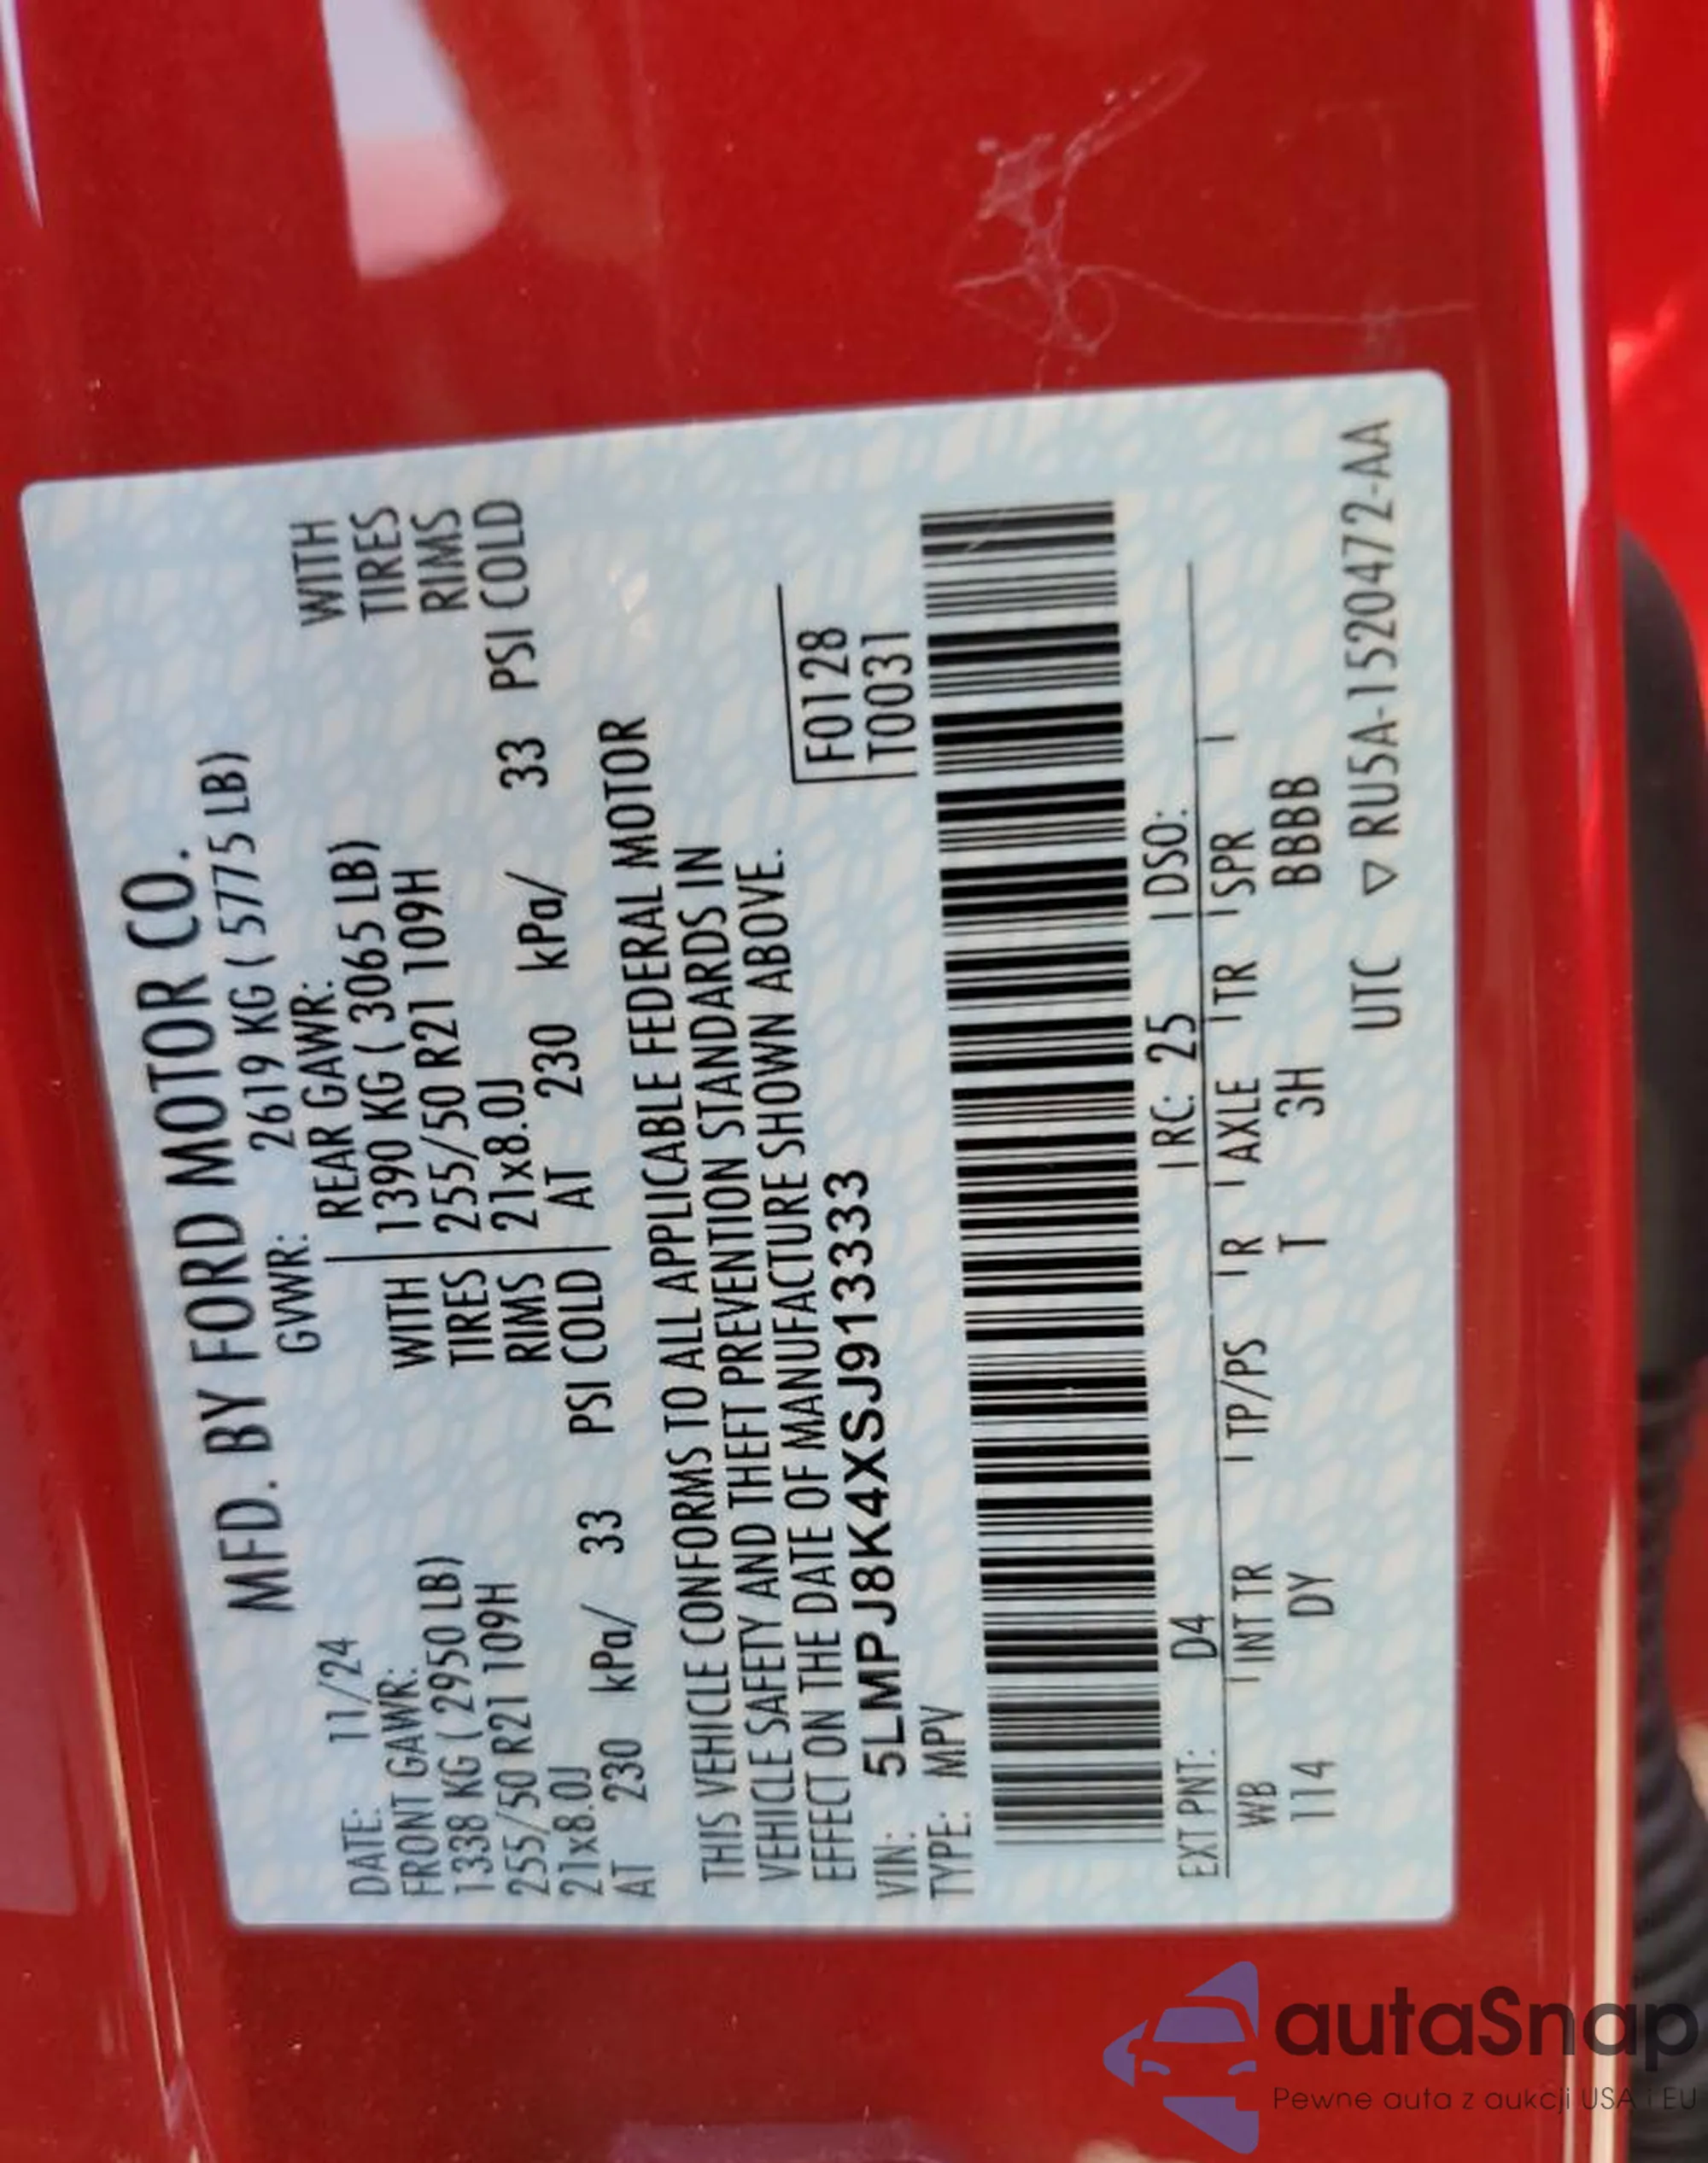 MFD. BY FORD MOTOR CO.
DATE: 11/24 GVWR: 2619 KG ( 5775 LB)
FRONT GAWR: REAR GAWR:
1338 KG ( 2950 LB) WITH 1390 KG ( 3065 LB) WITH
255/50 R21 109H TIRES 255/50 R21 109H TIRES
21x8.0J RIMS 21x8.0J RIMS
AT 230 kPa/ 33 PSI COLD AT 230 kPa/ 33 PSI COLD
THIS VEHICLE CONFORMS TO ALL APPLICABLE FEDERAL MOTOR
VEHICLE SAFETY AND THEFT PREVENTION STANDARDS IN
EFFECT ON THE DATE OF MANUFACTURE SHOWN ABOVE.
VIN: 5LMPJ8K4XSJ913333 F0128
TYPE: MPV T0031
EXT PNT: D4 RC: 25 DSO:
WB INT TR TP/PS R AXLE TR SPR
114 DY T 3H BBBB
UTC ▽ RU5A-1520472-AA
autaSnap
Pewne auta z aukcji USA i EU